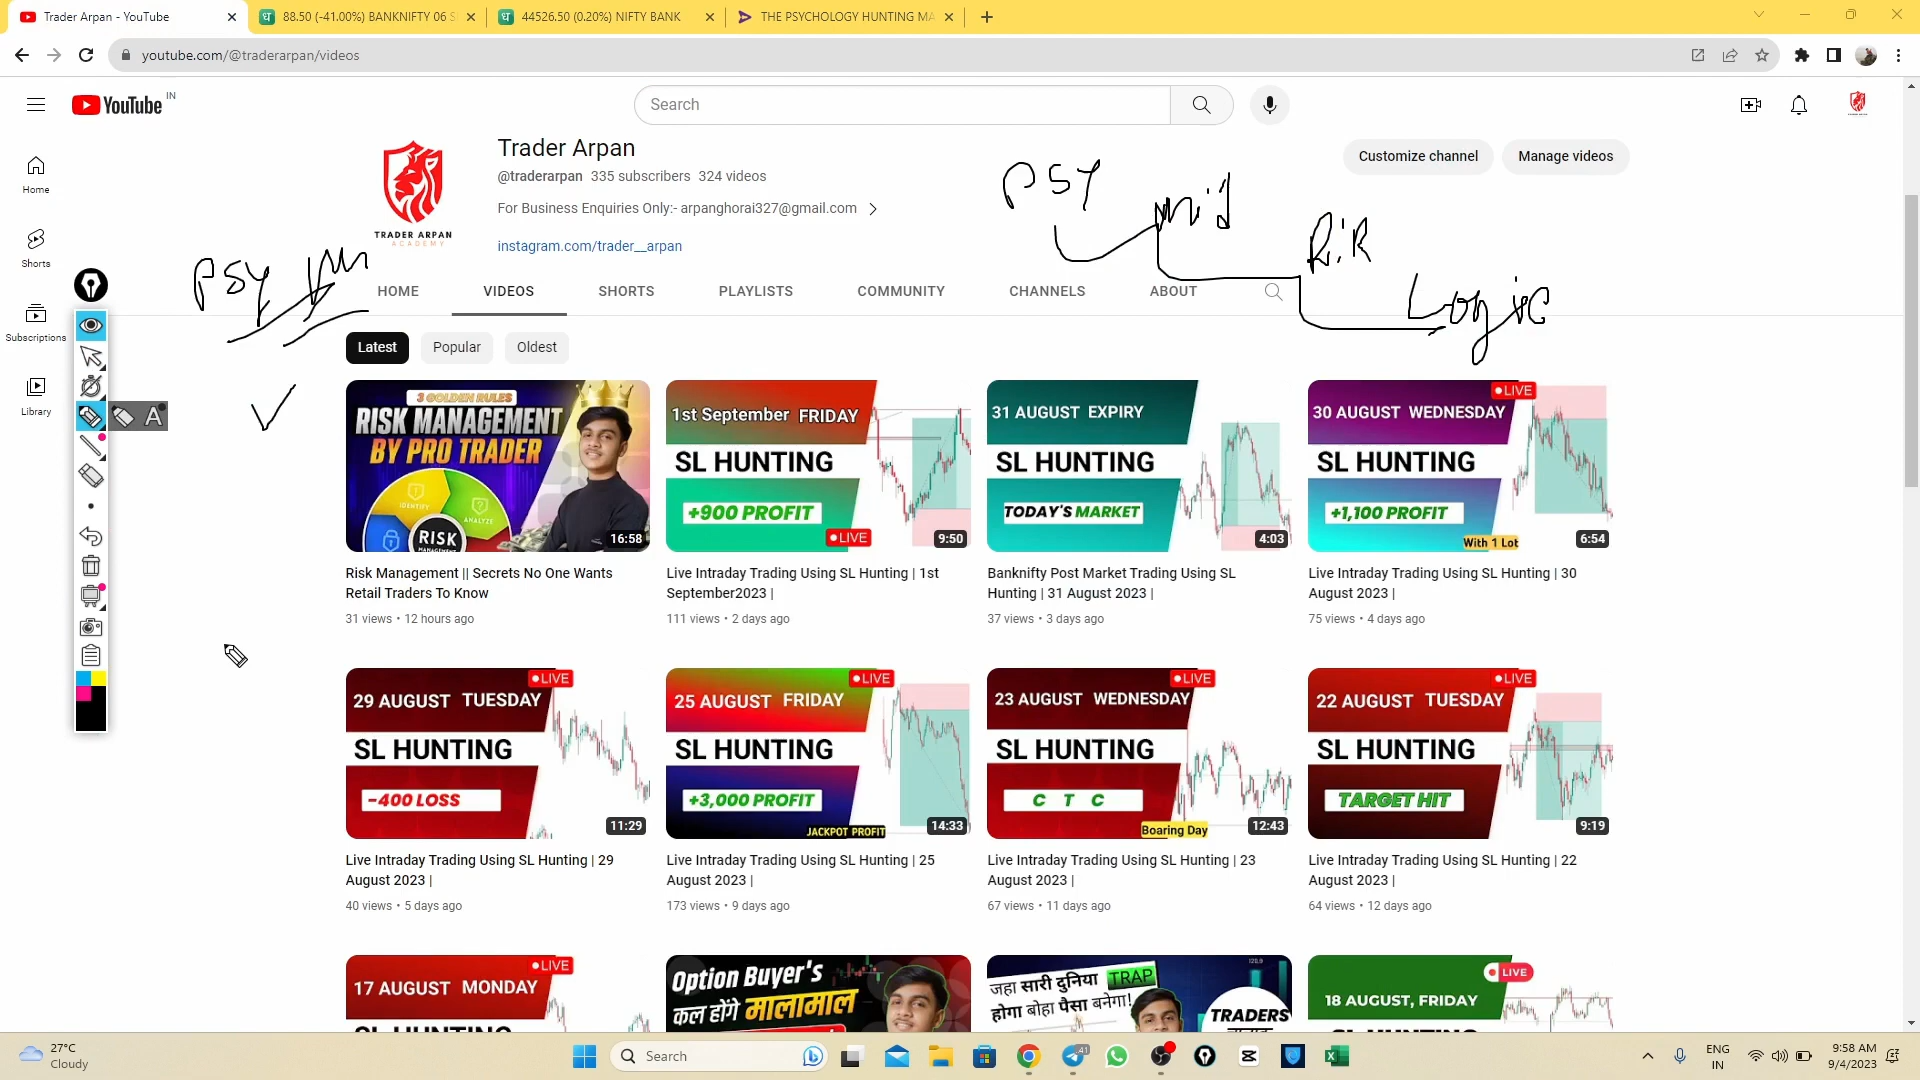 Trader Arpan - YouTube
88.50 (-41.00%) BANKNIFTY 06 S
44526.50 (0.20%) NIFTY BANK
THE PSYCHOLOGY HUNTING MA
youtube.com/@traderarpan/videos
YouTube IN
Search
Trader Arpan
@traderarpan 335 subscribers 324 videos
For Business Enquiries Only:- arpanghorai327@gmail.com
instagram.com/trader__arpan
Customize channel
Manage videos
TRADER ARPAN
ACADEMY
PSY
R:R
Logic
PSY
Home
Shorts
Subscriptions
Library
HOME
VIDEOS
SHORTS
PLAYLISTS
COMMUNITY
CHANNELS
ABOUT
Latest
Popular
Oldest
A
3 GOLDEN RULES
RISK MANAGEMENT
BY PRO TRADER
IDENTIFY
ANALYZE
RISK
16:58
Risk Management || Secrets No One Wants
Retail Traders To Know
31 views • 12 hours ago
1st September FRIDAY
SL HUNTING
+900 PROFIT
LIVE
9:50
Live Intraday Trading Using SL Hunting | 1st
September2023 |
111 views • 2 days ago
31 AUGUST EXPIRY
SL HUNTING
TODAY'S MARKET
4:03
Banknifty Post Market Trading Using SL
Hunting | 31 August 2023 |
37 views • 3 days ago
LIVE
30 AUGUST WEDNESDAY
SL HUNTING
+1,100 PROFIT
With 1 Lot
6:54
Live Intraday Trading Using SL Hunting | 30
August 2023 |
75 views • 4 days ago
LIVE
29 AUGUST TUESDAY
SL HUNTING
-400 LOSS
11:29
Live Intraday Trading Using SL Hunting | 29
August 2023 |
40 views • 5 days ago
LIVE
25 AUGUST FRIDAY
SL HUNTING
+3,000 PROFIT
JACKPOT PROFIT
14:33
Live Intraday Trading Using SL Hunting | 25
August 2023 |
173 views • 9 days ago
LIVE
23 AUGUST WEDNESDAY
SL HUNTING
C T C
Boaring Day
12:43
Live Intraday Trading Using SL Hunting | 23
August 2023 |
67 views • 11 days ago
LIVE
22 AUGUST TUESDAY
SL HUNTING
TARGET HIT
9:19
Live Intraday Trading Using SL Hunting | 22
August 2023 |
64 views • 12 days ago
LIVE
17 AUGUST MONDAY
SL HUNTING
Option Buyer's
कल होंगे मालामाल
जहा सारी दुनिया TRAP
होगा बोहा पैसा बनेगा!
TRADERS
LIVE
18 AUGUST, FRIDAY
27°C
Cloudy
Search
41
ENG
IN
9:58 AM
9/4/2023